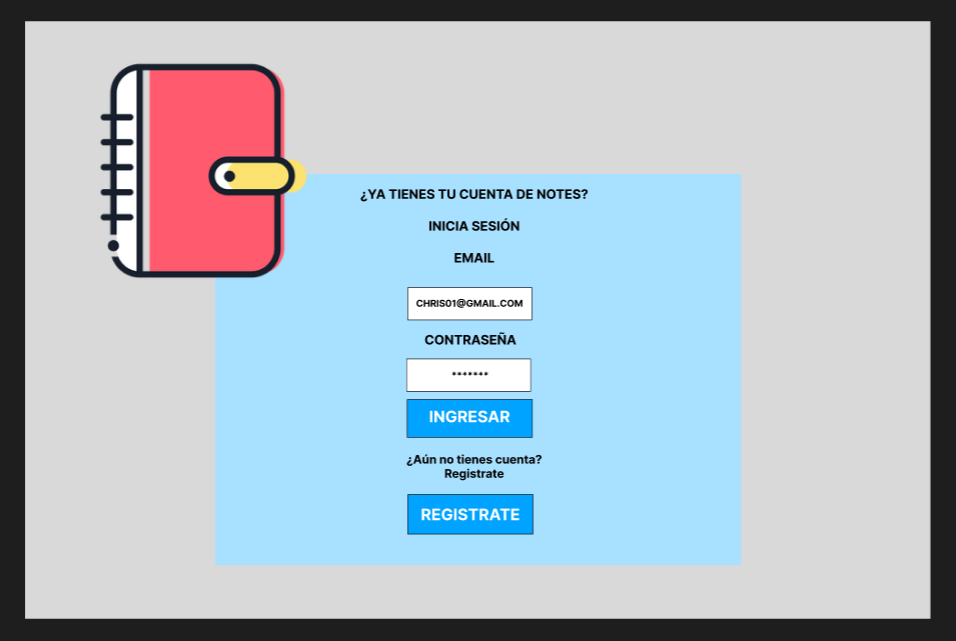 ¿YA TIENES TU CUENTA DE NOTES?
INICIA SESIÓN
EMAIL
CHRIS01@GMAIL.COM
CONTRASEÑA
*******
INGRESAR
¿Aún no tienes cuenta?
Registrate
REGISTRATE